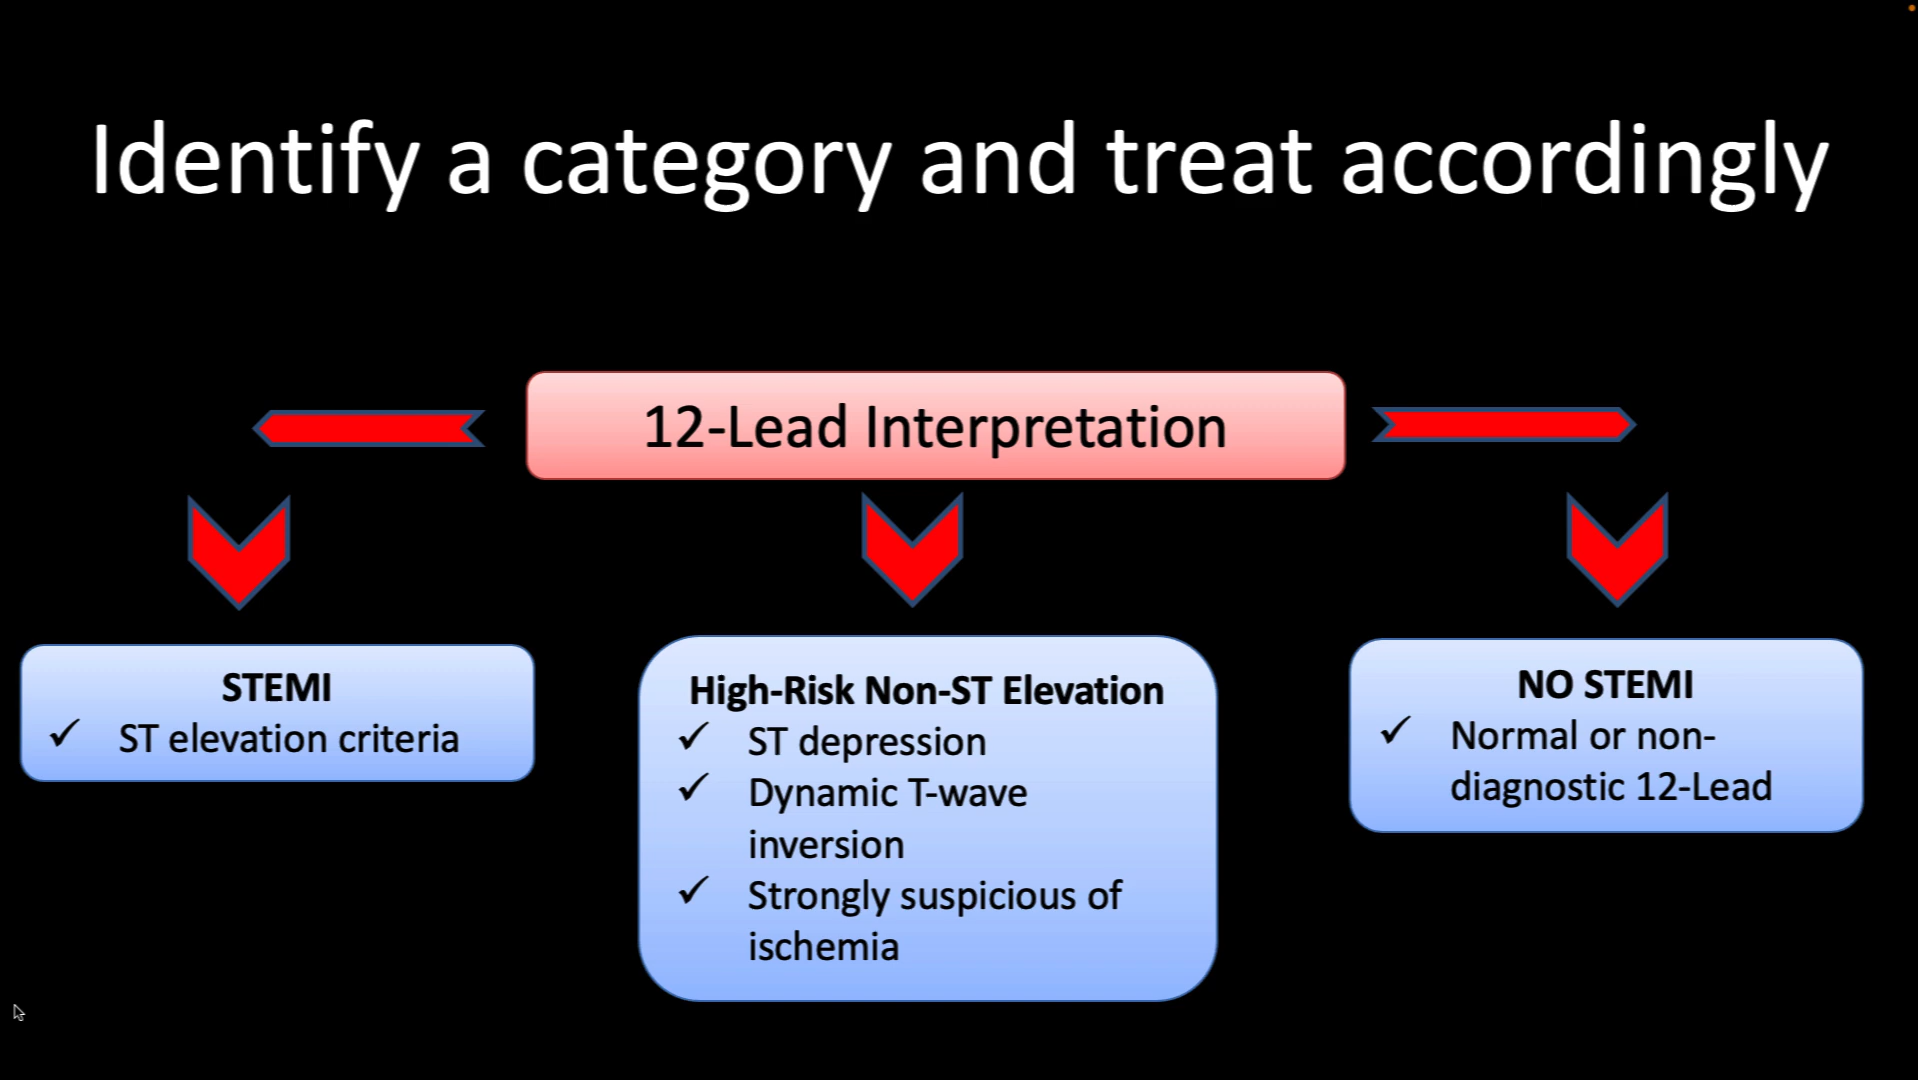 Identify a category and treat accordingly
12-Lead Interpretation
STEMI
✓ ST elevation criteria
High-Risk Non-ST Elevation
✓ ST depression
✓ Dynamic T-wave
inversion
✓ Strongly suspicious of
ischemia
NO STEMI
✓ Normal or non-
diagnostic 12-Lead